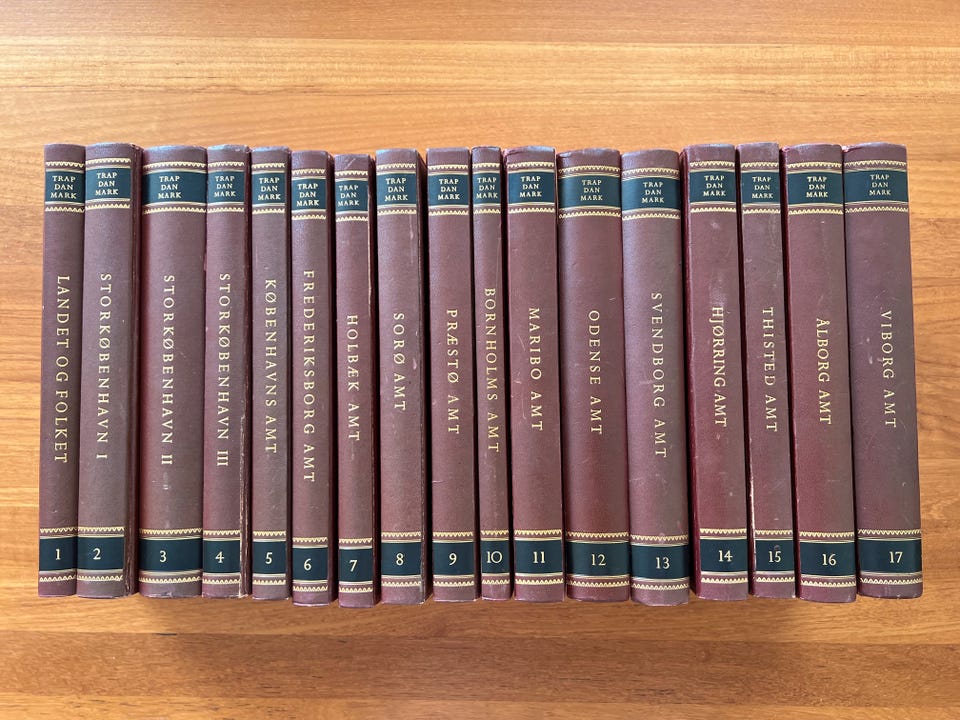 TRAP
DAN
MARK
LANDET OG FOLKET
1
TRAP
DAN
MARK
STORKØBENHAVN I
2
TRAP
DAN
MARK
STORKØBENHAVN II
3
TRAP
DAN
MARK
STORKØBENHAVN III
4
TRAP
DAN
MARK
KØBENHAVNS AMT
5
TRAP
DAN
MARK
FREDERIKSBORG AMT
6
TRAP
DAN
MARK
HOLBÆK AMT
7
TRAP
DAN
MARK
SORØ AMT
8
TRAP
DAN
MARK
PRÆSTØ AMT
9
TRAP
DAN
MARK
BORNHOLMS AMT
10
TRAP
DAN
MARK
MARIBO AMT
11
TRAP
DAN
MARK
ODENSE AMT
12
TRAP
DAN
MARK
SVENDBORG AMT
13
TRAP
DAN
MARK
HJØRRING AMT
14
TRAP
DAN
MARK
THISTED AMT
15
TRAP
DAN
MARK
ÅLBORG AMT
16
TRAP
DAN
MARK
VIBORG AMT
17